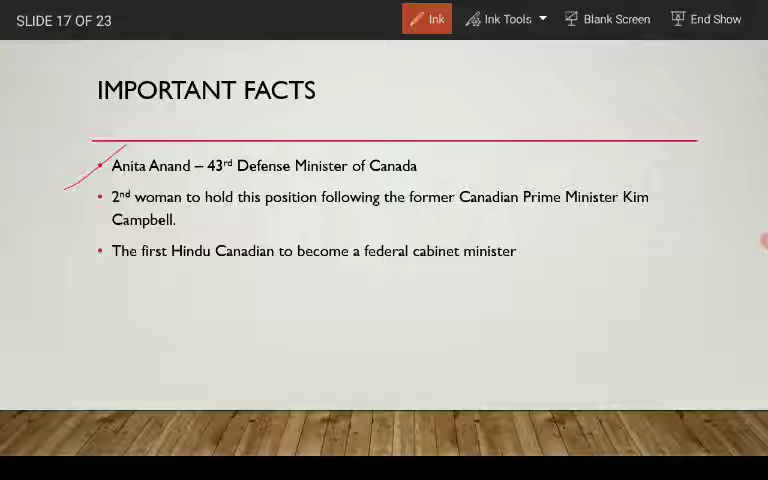 SLIDE 17 OF 23
Ink
Ink Tools
Blank Screen
End Show
IMPORTANT FACTS
• Anita Anand – 43rd Defense Minister of Canada
• 2nd woman to hold this position following the former Canadian Prime Minister Kim
Campbell.
• The first Hindu Canadian to become a federal cabinet minister